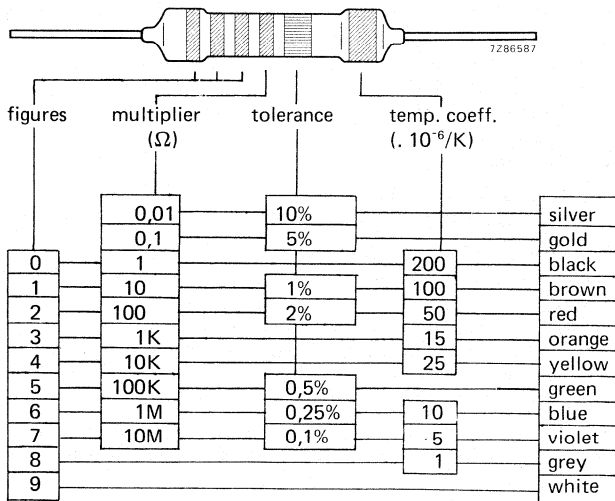 7Z86587
figures multiplier tolerance temp. coeff.
(Ω) (. 10⁻⁶/K)
0,01 10% silver
0,1 5% gold
0 1 200 black
1 10 1% 100 brown
2 100 2% 50 red
3 1K 15 orange
4 10K 25 yellow
5 100K 0,5% green
6 1M 0,25% 10 blue
7 10M 0,1% 5 violet
8 1 grey
9 white